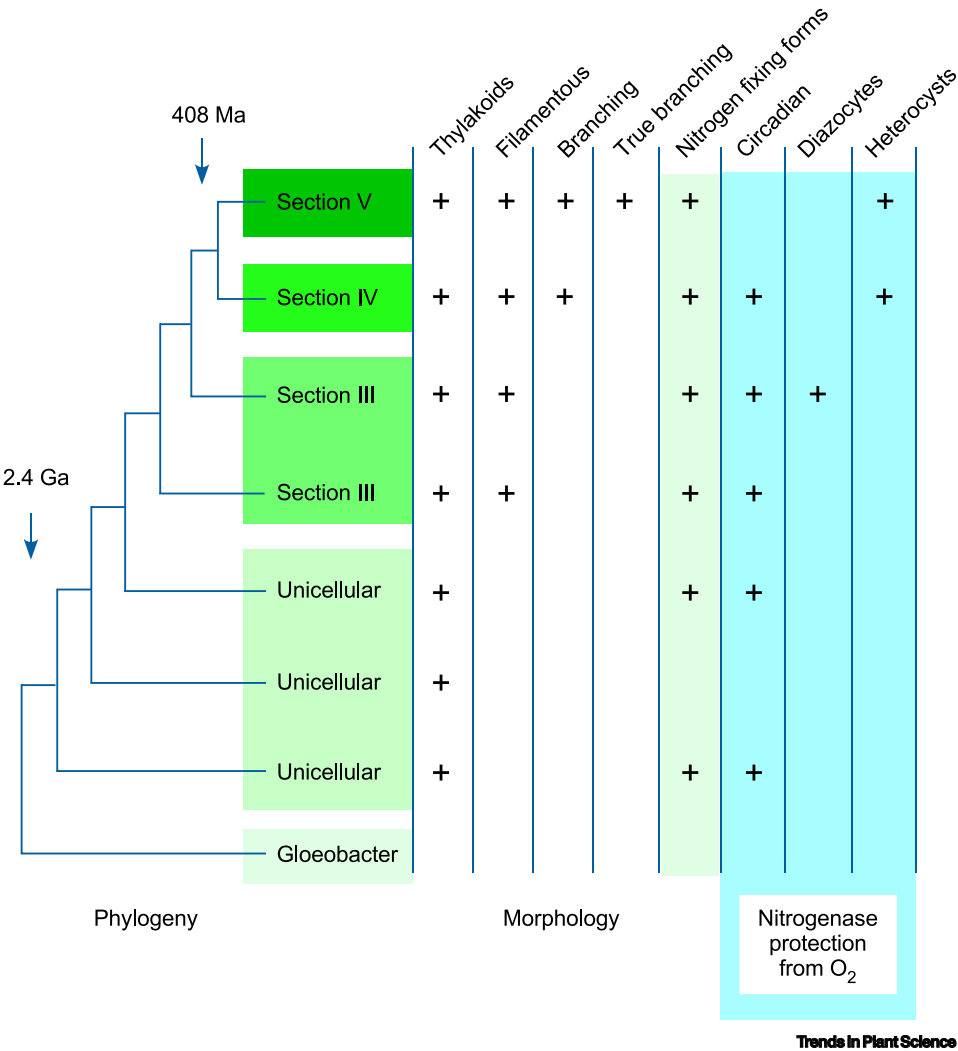 408 Ma
2.4 Ga
Thylakoids
Filamentous
Branching
True branching
Nitrogen fixing forms
Circadian
Diazocytes
Heterocysts
Section V + + + + + +
Section IV + + + + + +
Section III + + + + +
Section III + + + +
Unicellular + + +
Unicellular +
Unicellular + + +
Gloeobacter
Phylogeny
Morphology
Nitrogenase
protection
from O₂
Trends in Plant Science